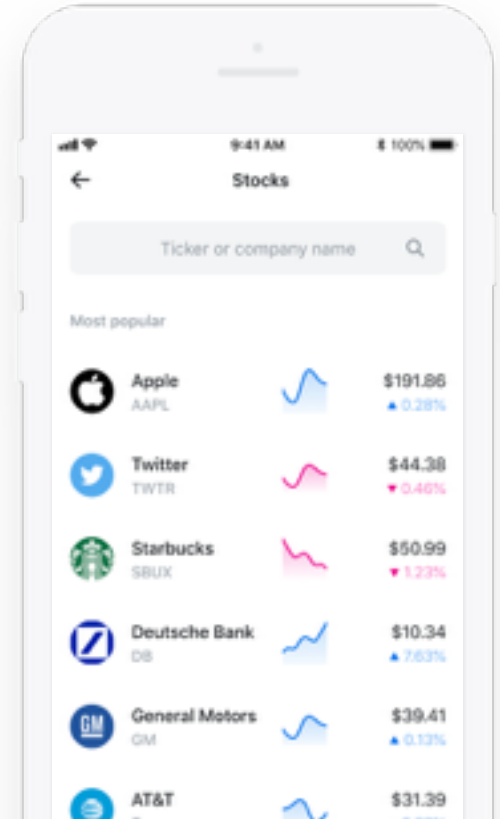 9:41 AM
100%
Stocks
Ticker or company name
Most popular
Apple
$191.86
AAPL
▲ 0.28%
Twitter
$44.38
TWTR
▼ 0.46%
Starbucks
$50.99
SBUX
▼ 1.23%
Deutsche Bank
$10.34
DB
▲ 7.63%
GM
General Motors
$39.41
GM
▲ 0.13%
AT&T
$31.39